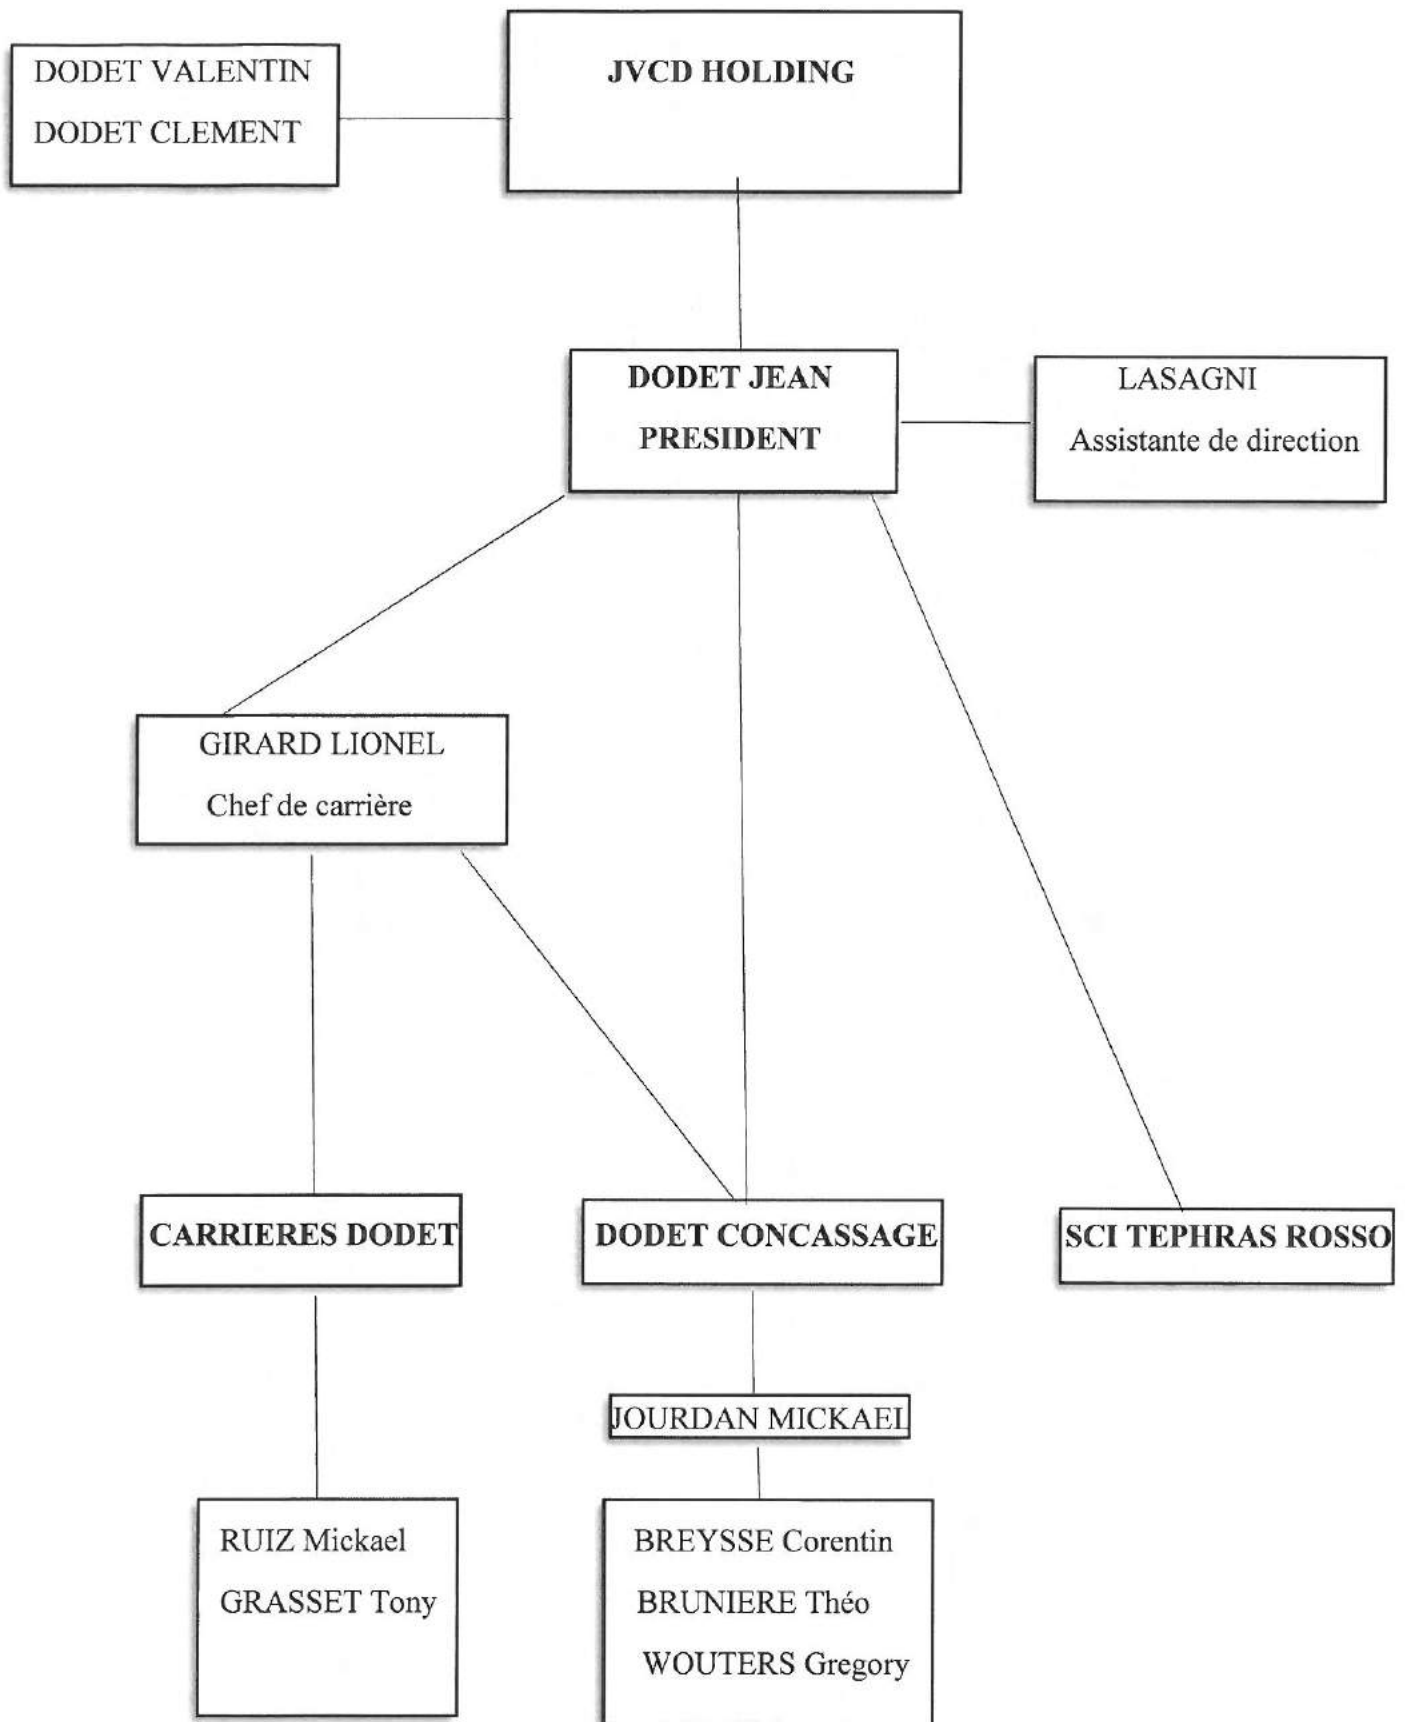 DODET VALENTIN
DODET CLEMENT
JVCD HOLDING
DODET JEAN
PRESIDENT
LASAGNI
Assistante de direction
GIRARD LIONEL
Chef de carrière
CARRIERES DODET
DODET CONCASSAGE
SCI TEPHRAS ROSSO
JOURDAN MICKAEL
RUIZ Mickael
GRASSET Tony
BREYSSE Corentin
BRUNIERE Théo
WOUTERS Gregory